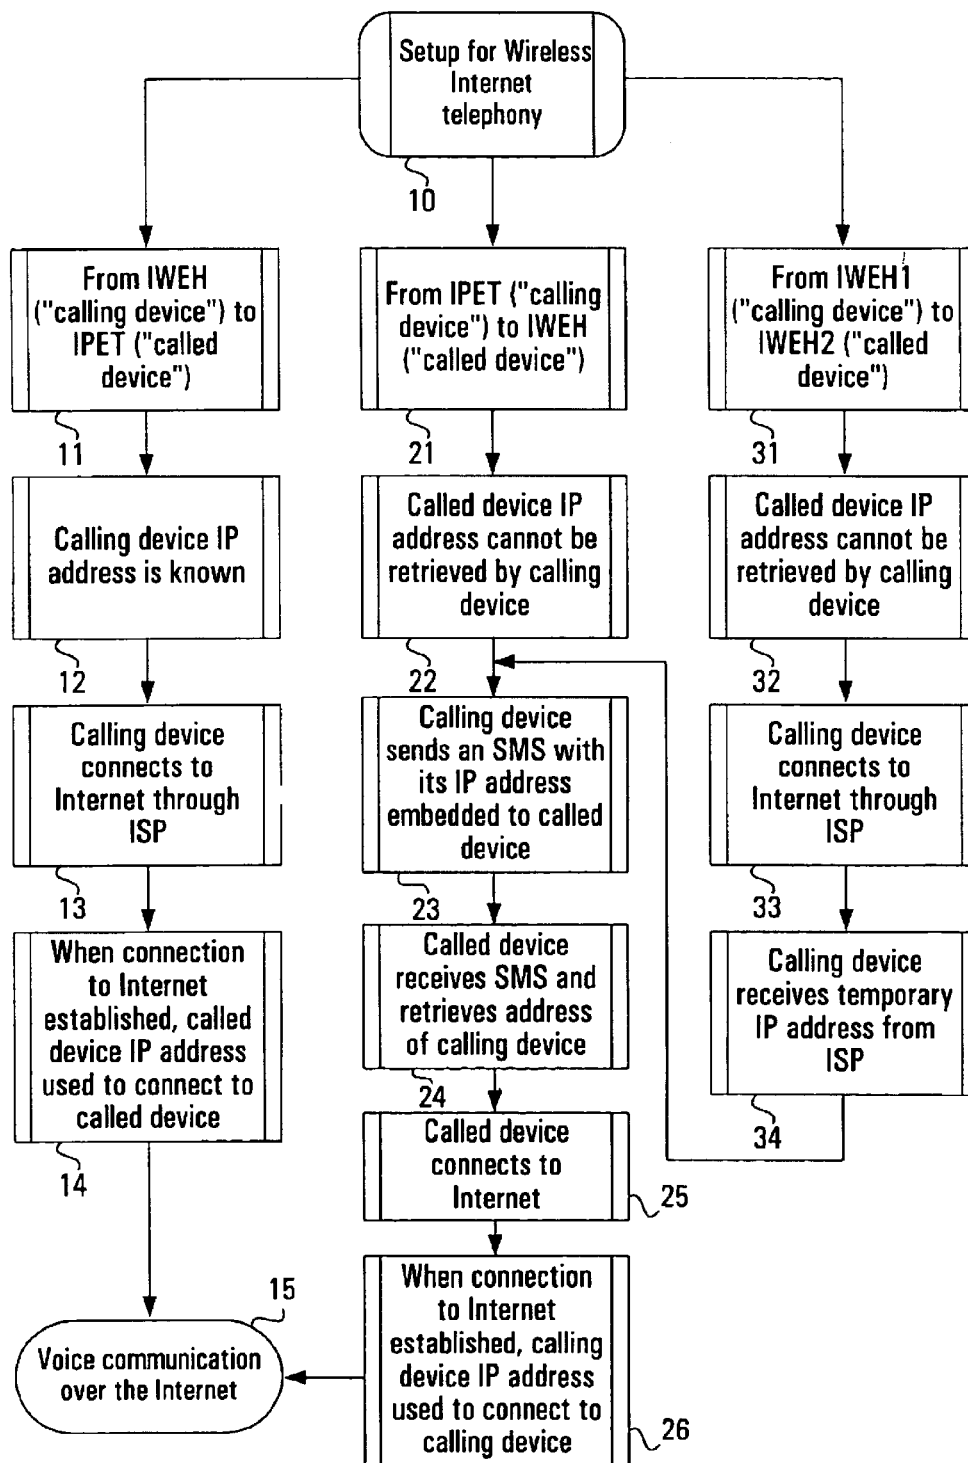 Setup for Wireless
Internet
telephony
10
From IWEH
("calling device") to
IPET ("called
device")
11
Calling device IP
address is known
12
Calling device
connects to
Internet through
ISP
13
When connection
to Internet
established, called
device IP address
used to connect to
called device
14
15
Voice communication
over the Internet
From IPET ("calling
device") to IWEH
("called device")
21
Called device IP
address cannot be
retrieved by calling
device
22
Calling device
sends an SMS with
its IP address
embedded to called
device
23
Called device
receives SMS and
retrieves address
of calling device
24
Called device
connects to
Internet
25
When connection
to Internet
established, calling
device IP address
used to connect to
calling device
26
From IWEH1
("calling device") to
IWEH2 ("called
device")
31
Called device IP
address cannot be
retrieved by calling
device
32
Calling device
connects to
Internet through
ISP
33
Calling device
receives temporary
IP address from
ISP
34